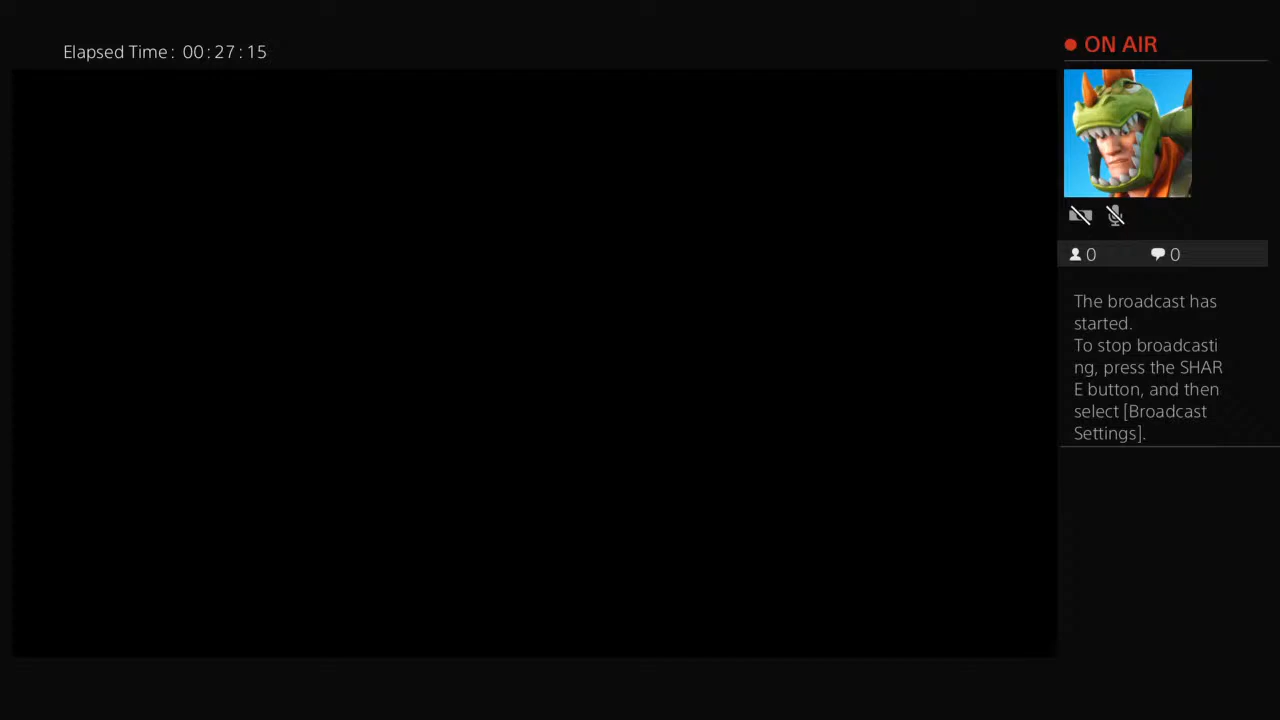 Elapsed Time: 00:27:15
ON AIR
0 0
The broadcast has
started.
To stop broadcasti
ng, press the SHAR
E button, and then
select [Broadcast
Settings].